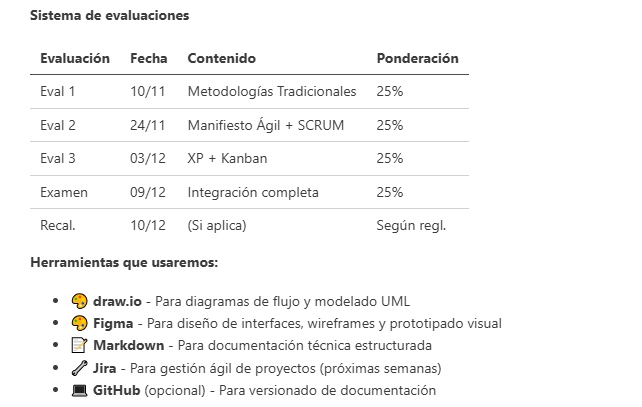 Sistema de evaluaciones
Evaluación Fecha Contenido Ponderación
Eval 1 10/11 Metodologías Tradicionales 25%
Eval 2 24/11 Manifiesto Ágil + SCRUM 25%
Eval 3 03/12 XP + Kanban 25%
Examen 09/12 Integración completa 25%
Recal. 10/12 (Si aplica) Según regl.
Herramientas que usaremos:
• 🎨 draw.io - Para diagramas de flujo y modelado UML
• 🎨 Figma - Para diseño de interfaces, wireframes y prototipado visual
• 📝 Markdown - Para documentación técnica estructurada
• 🔧 Jira - Para gestión ágil de proyectos (próximas semanas)
• 💻 GitHub (opcional) - Para versionado de documentación